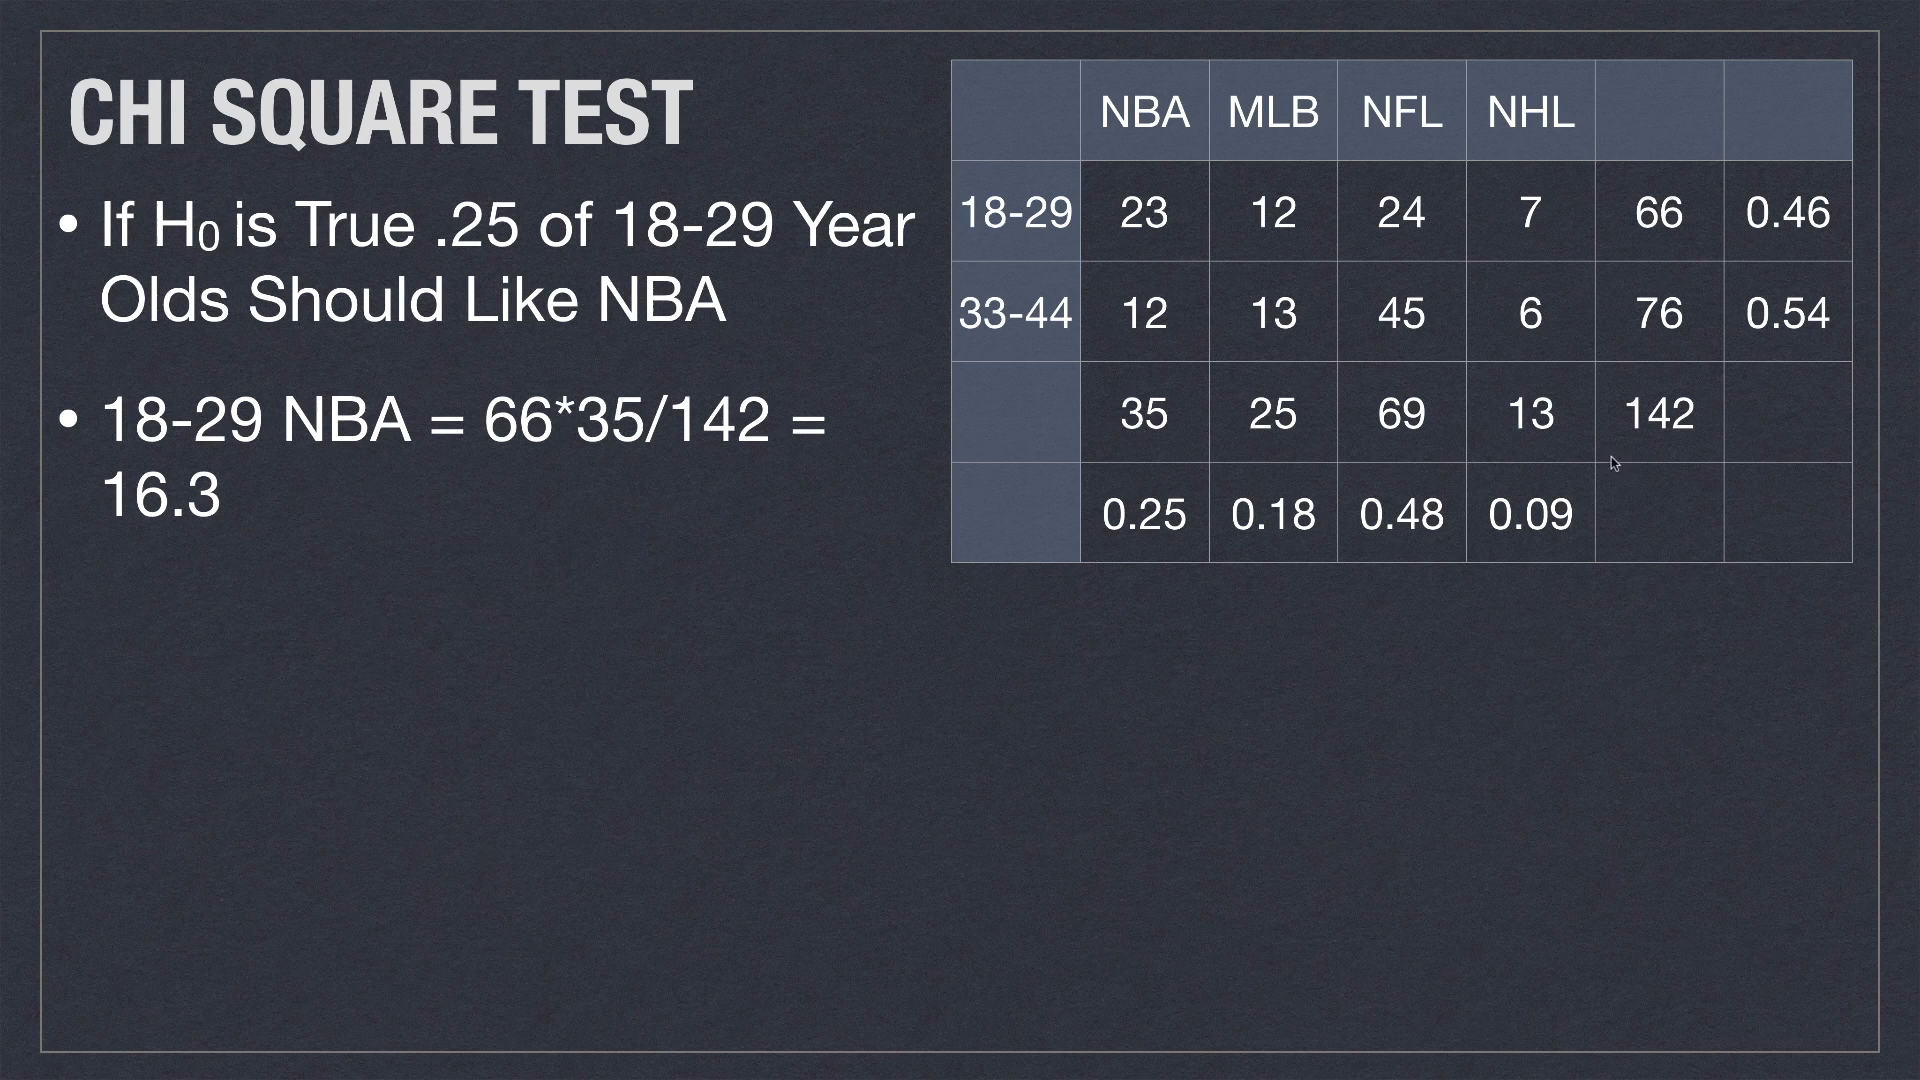 CHI SQUARE TEST
• If H₀ is True .25 of 18-29 Year
Olds Should Like NBA
• 18-29 NBA = 66*35/142 =
16.3
NBA MLB NFL NHL
18-29 23 12 24 7 66 0.46
33-44 12 13 45 6 76 0.54
35 25 69 13 142
0.25 0.18 0.48 0.09